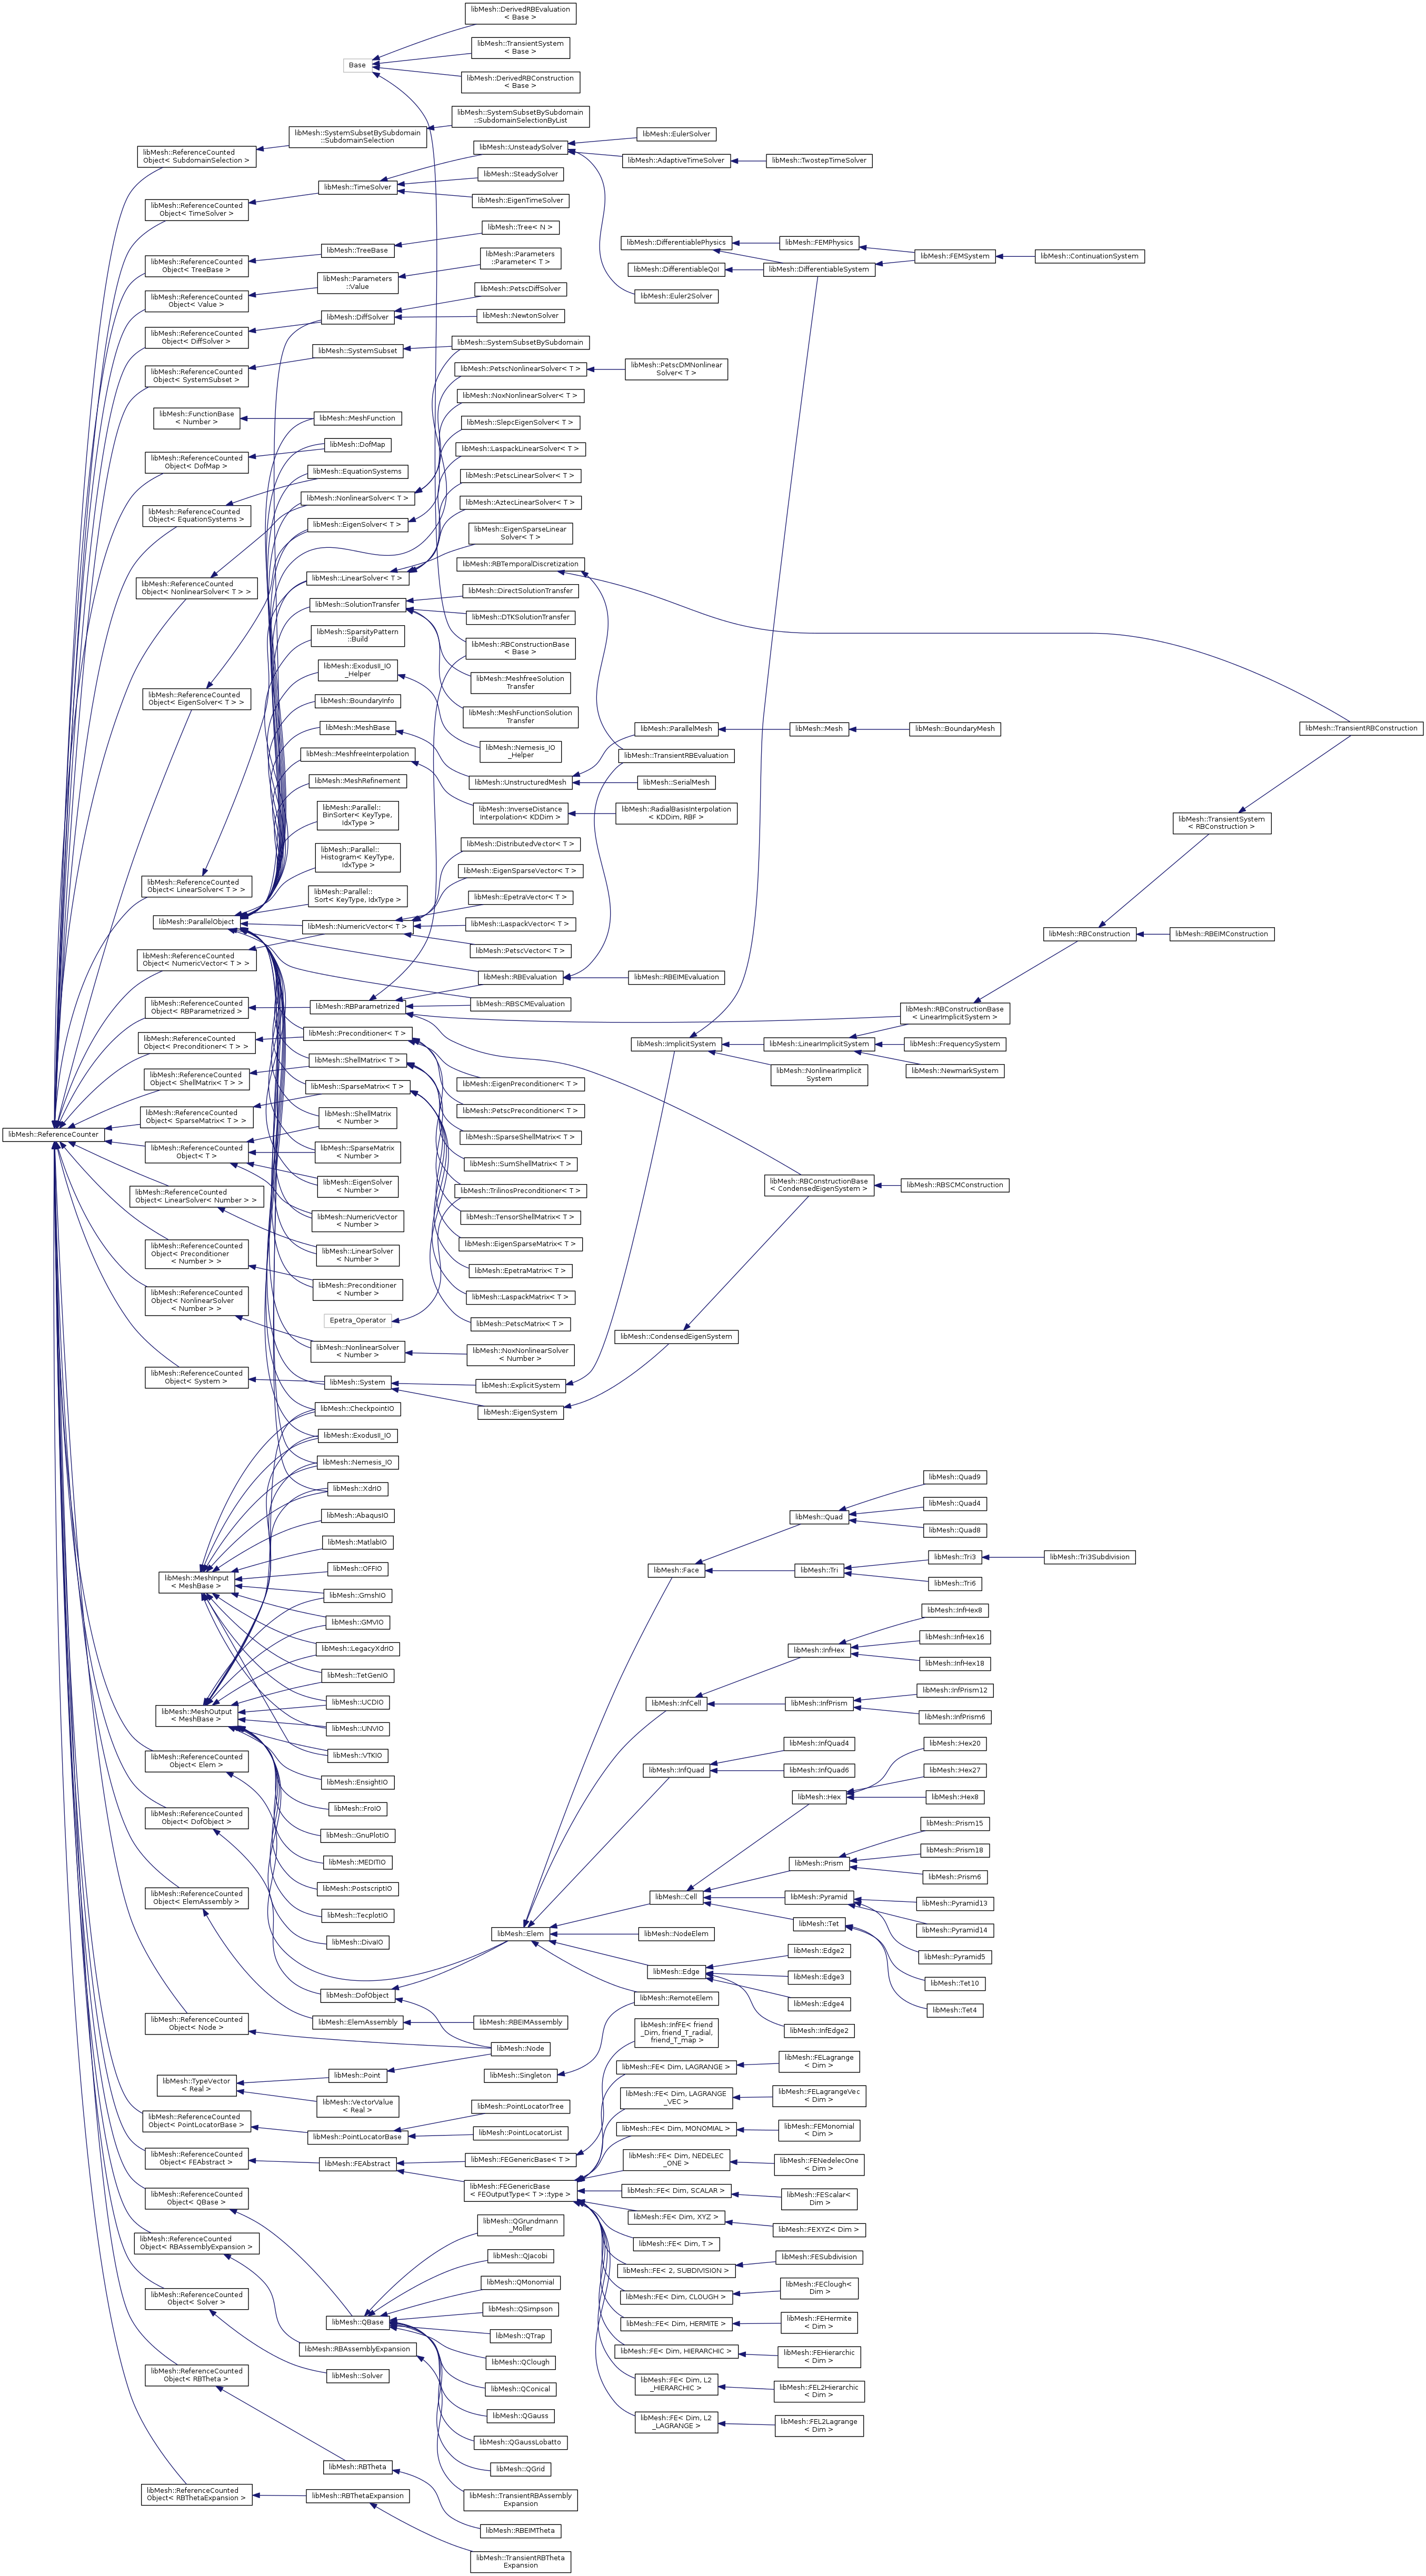 libMesh::DerivedRBEvaluation
< Base >
libMesh::TransientSystem
< Base >
Base
libMesh::DerivedRBConstruction
< Base >
libMesh::SystemSubsetBySubdomain
::SubdomainSelectionByList
libMesh::SystemSubsetBySubdomain
::SubdomainSelection
libMesh::ReferenceCounted
Object< SubdomainSelection >
libMesh::EulerSolver
libMesh::UnsteadySolver
libMesh::AdaptiveTimeSolver
libMesh::TwostepTimeSolver
libMesh::SteadySolver
libMesh::TimeSolver
libMesh::EigenTimeSolver
libMesh::ReferenceCounted
Object< TimeSolver >
libMesh::Tree< N >
libMesh::TreeBase
libMesh::ReferenceCounted
Object< TreeBase >
libMesh::DifferentiablePhysics
libMesh::FEMPhysics
libMesh::FEMSystem
libMesh::ContinuationSystem
libMesh::DifferentiableQoI
libMesh::DifferentiableSystem
libMesh::Euler2Solver
libMesh::Parameters
::Parameter< T >
libMesh::Parameters
::Value
libMesh::ReferenceCounted
Object< Value >
libMesh::PetscDiffSolver
libMesh::DiffSolver
libMesh::NewtonSolver
libMesh::ReferenceCounted
Object< DiffSolver >
libMesh::SystemSubset
libMesh::SystemSubsetBySubdomain
libMesh::ReferenceCounted
Object< SystemSubset >
libMesh::PetscNonlinearSolver< T >
libMesh::PetscDMNonlinear
Solver< T >
libMesh::NoxNonlinearSolver< T >
libMesh::FunctionBase
< Number >
libMesh::MeshFunction
libMesh::SlepcEigenSolver< T >
libMesh::DofMap
libMesh::LaspackLinearSolver< T >
libMesh::ReferenceCounted
Object< DofMap >
libMesh::EquationSystems
libMesh::PetscLinearSolver< T >
libMesh::NonlinearSolver< T >
libMesh::AztecLinearSolver< T >
libMesh::ReferenceCounted
Object< EquationSystems >
libMesh::EigenSolver< T >
libMesh::EigenSparseLinear
Solver< T >
libMesh::RBTemporalDiscretization
libMesh::LinearSolver< T >
libMesh::ReferenceCounted
Object< NonlinearSolver< T > >
libMesh::DirectSolutionTransfer
libMesh::SolutionTransfer
libMesh::DTKSolutionTransfer
libMesh::SparsityPattern
::Build
libMesh::RBConstructionBase
< Base >
libMesh::ExodusII_IO
_Helper
libMesh::MeshfreeSolution
Transfer
libMesh::ReferenceCounted
Object< EigenSolver< T > >
libMesh::BoundaryInfo
libMesh::MeshFunctionSolution
Transfer
libMesh::MeshBase
libMesh::ParallelMesh
libMesh::Mesh
libMesh::BoundaryMesh
libMesh::TransientRBConstruction
libMesh::Nemesis_IO
_Helper
libMesh::MeshfreeInterpolation
libMesh::TransientRBEvaluation
libMesh::MeshRefinement
libMesh::UnstructuredMesh
libMesh::SerialMesh
libMesh::Parallel::
BinSorter< KeyType,
IdxType >
libMesh::InverseDistance
Interpolation< KDDim >
libMesh::RadialBasisInterpolation
< KDDim, RBF >
libMesh::TransientSystem
< RBConstruction >
libMesh::Parallel::
Histogram< KeyType,
IdxType >
libMesh::DistributedVector< T >
libMesh::EigenSparseVector< T >
libMesh::ReferenceCounted
Object< LinearSolver< T > >
libMesh::Parallel::
Sort< KeyType, IdxType >
libMesh::EpetraVector< T >
libMesh::ParallelObject
libMesh::NumericVector< T >
libMesh::LaspackVector< T >
libMesh::RBConstruction
libMesh::RBEIMConstruction
libMesh::PetscVector< T >
libMesh::ReferenceCounted
Object< NumericVector< T > >
libMesh::RBEvaluation
libMesh::RBEIMEvaluation
libMesh::ReferenceCounted
Object< RBParametrized >
libMesh::RBParametrized
libMesh::RBSCMEvaluation
libMesh::RBConstructionBase
< LinearImplicitSystem >
libMesh::ReferenceCounted
Object< Preconditioner< T > >
libMesh::Preconditioner< T >
libMesh::ImplicitSystem
libMesh::LinearImplicitSystem
libMesh::FrequencySystem
libMesh::ShellMatrix< T >
libMesh::NonlinearImplicit
System
libMesh::NewmarkSystem
libMesh::ReferenceCounted
Object< ShellMatrix< T > >
libMesh::SparseMatrix< T >
libMesh::EigenPreconditioner< T >
libMesh::ReferenceCounted
Object< SparseMatrix< T > >
libMesh::ShellMatrix
< Number >
libMesh::PetscPreconditioner< T >
libMesh::ReferenceCounter
libMesh::SparseShellMatrix< T >
libMesh::ReferenceCounted
Object< T >
libMesh::SparseMatrix
< Number >
libMesh::SumShellMatrix< T >
libMesh::EigenSolver
< Number >
libMesh::TrilinosPreconditioner< T >
libMesh::RBConstructionBase
< CondensedEigenSystem >
libMesh::RBSCMConstruction
libMesh::ReferenceCounted
Object< LinearSolver< Number > >
libMesh::NumericVector
< Number >
libMesh::TensorShellMatrix< T >
libMesh::ReferenceCounted
Object< Preconditioner
< Number > >
libMesh::LinearSolver
< Number >
libMesh::EigenSparseMatrix< T >
libMesh::EpetraMatrix< T >
libMesh::ReferenceCounted
Object< NonlinearSolver
< Number > >
libMesh::Preconditioner
< Number >
libMesh::LaspackMatrix< T >
Epetra_Operator
libMesh::PetscMatrix< T >
libMesh::CondensedEigenSystem
libMesh::NonlinearSolver
< Number >
libMesh::NoxNonlinearSolver
< Number >
libMesh::ReferenceCounted
Object< System >
libMesh::System
libMesh::ExplicitSystem
libMesh::EigenSystem
libMesh::CheckpointIO
libMesh::ExodusII_IO
libMesh::Nemesis_IO
libMesh::XdrIO
libMesh::AbaqusIO
libMesh::MatlabIO
libMesh::OFFIO
libMesh::MeshInput
< MeshBase >
libMesh::GmshIO
libMesh::GMVIO
libMesh::LegacyXdrIO
libMesh::TetGenIO
libMesh::UCDIO
libMesh::MeshOutput
< MeshBase >
libMesh::UNVIO
libMesh::VTKIO
libMesh::EnsightIO
libMesh::FroIO
libMesh::GnuPlotIO
libMesh::MEDITIO
libMesh::PostscriptIO
libMesh::TecplotIO
libMesh::DivaIO
libMesh::Quad9
libMesh::Quad
libMesh::Quad4
libMesh::Quad8
libMesh::Face
libMesh::Tri
libMesh::Tri3
libMesh::Tri3Subdivision
libMesh::Tri6
libMesh::InfHex8
libMesh::InfHex
libMesh::InfHex16
libMesh::InfHex18
libMesh::InfCell
libMesh::InfPrism
libMesh::InfPrism12
libMesh::InfPrism6
libMesh::InfQuad
libMesh::InfQuad4
libMesh::InfQuad6
libMesh::Hex
libMesh::Hex20
libMesh::Hex27
libMesh::Hex8
libMesh::Prism15
libMesh::Prism
libMesh::Prism18
libMesh::Prism6
libMesh::Cell
libMesh::Pyramid
libMesh::Pyramid13
libMesh::Pyramid14
libMesh::Pyramid5
libMesh::Tet
libMesh::Tet10
libMesh::Tet4
libMesh::ReferenceCounted
Object< Elem >
libMesh::ReferenceCounted
Object< DofObject >
libMesh::ReferenceCounted
Object< ElemAssembly >
libMesh::Elem
libMesh::NodeElem
libMesh::Edge
libMesh::Edge2
libMesh::Edge3
libMesh::Edge4
libMesh::InfEdge2
libMesh::RemoteElem
libMesh::DofObject
libMesh::ElemAssembly
libMesh::RBEIMAssembly
libMesh::ReferenceCounted
Object< Node >
libMesh::Node
libMesh::Singleton
libMesh::TypeVector
< Real >
libMesh::Point
libMesh::VectorValue
< Real >
libMesh::InfFE< friend
_Dim, friend_T_radial,
friend_T_map >
libMesh::FE< Dim, LAGRANGE >
libMesh::FELagrange
< Dim >
libMesh::FE< Dim, LAGRANGE
_VEC >
libMesh::FELagrangeVec
< Dim >
libMesh::ReferenceCounted
Object< PointLocatorBase >
libMesh::PointLocatorBase
libMesh::PointLocatorTree
libMesh::PointLocatorList
libMesh::FE< Dim, MONOMIAL >
libMesh::FEMonomial
< Dim >
libMesh::ReferenceCounted
Object< FEAbstract >
libMesh::FEAbstract
libMesh::FEGenericBase< T >
libMesh::FE< Dim, NEDELEC
_ONE >
libMesh::FENedelecOne
< Dim >
libMesh::FEGenericBase
< FEOutputType< T >::type >
libMesh::FE< Dim, SCALAR >
libMesh::FEScalar<
Dim >
libMesh::ReferenceCounted
Object< QBase >
libMesh::FE< Dim, XYZ >
libMesh::FEXYZ< Dim >
libMesh::QGrundmann
_Moller
libMesh::FE< Dim, T >
libMesh::ReferenceCounted
Object< RBAssemblyExpansion >
libMesh::QJacobi
libMesh::FE< 2, SUBDIVISION >
libMesh::FESubdivision
libMesh::QMonomial
libMesh::FE< Dim, CLOUGH >
libMesh::FEClough<
Dim >
libMesh::ReferenceCounted
Object< Solver >
libMesh::QSimpson
libMesh::QBase
libMesh::FE< Dim, HERMITE >
libMesh::FEHermite
< Dim >
libMesh::QTrap
libMesh::RBAssemblyExpansion
libMesh::FE< Dim, HIERARCHIC >
libMesh::FEHierarchic
< Dim >
libMesh::QClough
libMesh::Solver
libMesh::ReferenceCounted
Object< RBTheta >
libMesh::QConical
libMesh::FE< Dim, L2
_HIERARCHIC >
libMesh::FEL2Hierarchic
< Dim >
libMesh::QGauss
libMesh::FE< Dim, L2
_LAGRANGE >
libMesh::FEL2Lagrange
< Dim >
libMesh::QGaussLobatto
libMesh::RBTheta
libMesh::QGrid
libMesh::ReferenceCounted
Object< RBThetaExpansion >
libMesh::RBThetaExpansion
libMesh::TransientRBAssembly
Expansion
libMesh::RBEIMTheta
libMesh::TransientRBTheta
Expansion